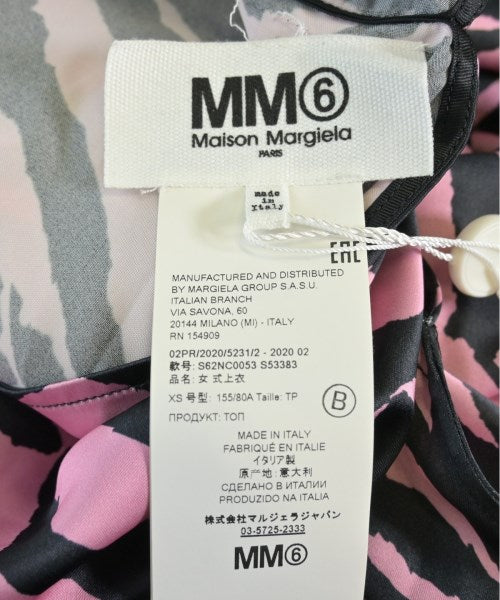 MM⑥
Maison Margiela
PARIS
made
in
Italy
EAC
MANUFACTURED AND DISTRIBUTED
BY MARGIELA GROUP S.A.S.U.
ITALIAN BRANCH
VIA SAVONA, 60
20144 MILANO (MI) - ITALY
RN 154909
02PR/2020/5231/2 - 2020 02
款号: S62NC0053 S53383
品名: 女式上衣
XS 号型: 155/80A Taille: TP
B
ПРОДУКТ: ТОП
MADE IN ITALY
FABRIQUÉ EN ITALIE
イタリア製
原产地: 意大利
СДЕЛАНО В ИТАЛИИ
PRODUZIDO NA ITALIA
株式会社マルジェラジャパン
03-5725-2333
MM⑥